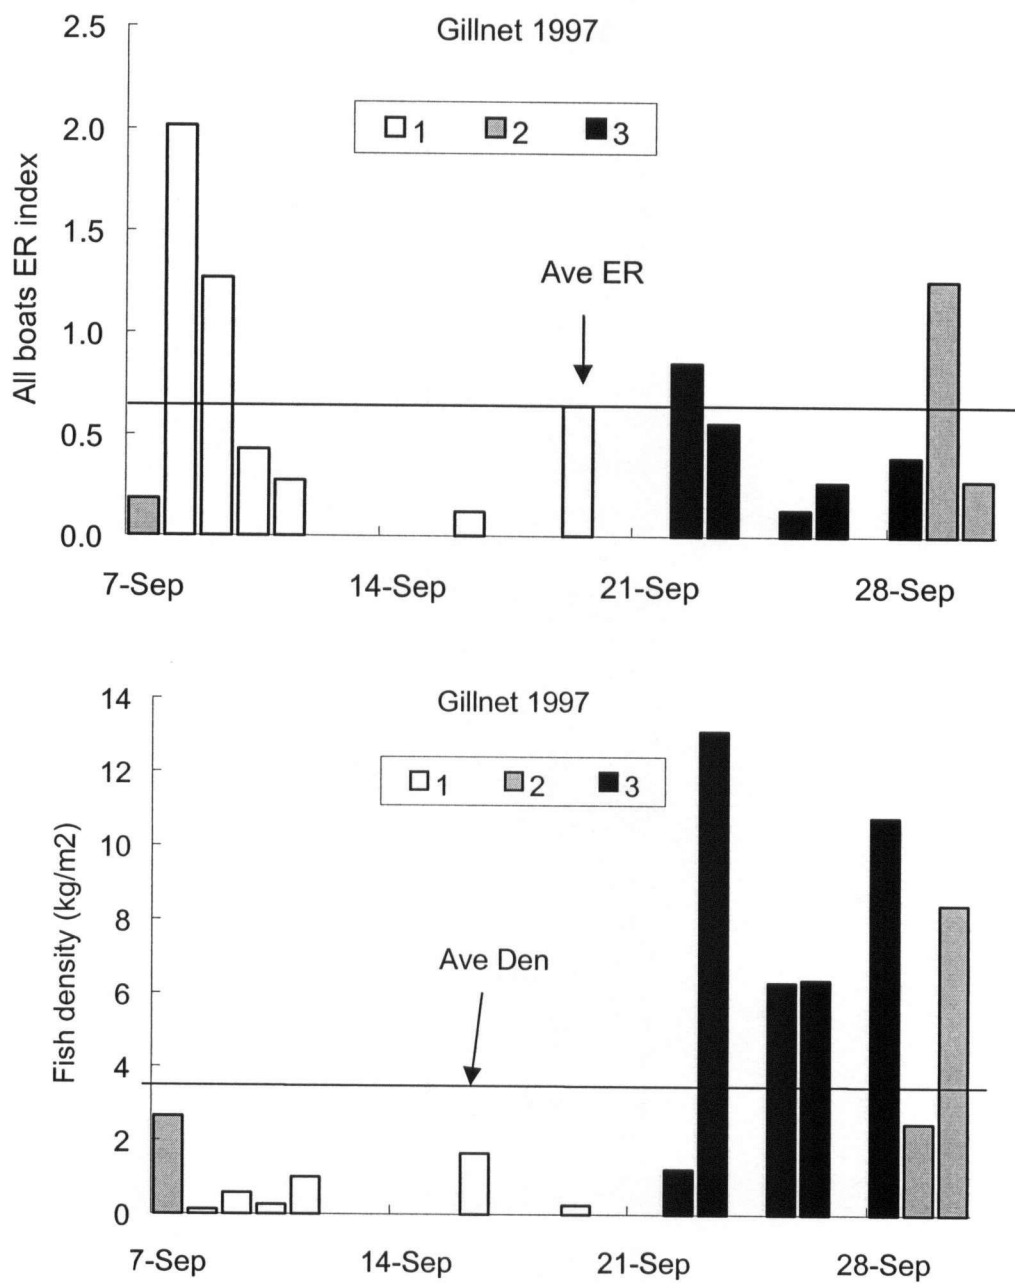 Gillnet 1997
1 2 3
All boats ER index
2.5
2.0
1.5
1.0
0.5
0.0
Ave ER
7-Sep 14-Sep 21-Sep 28-Sep
Gillnet 1997
1 2 3
Fish density (kg/m2)
14
12
10
8
6
4
2
0
Ave Den
7-Sep 14-Sep 21-Sep 28-Sep